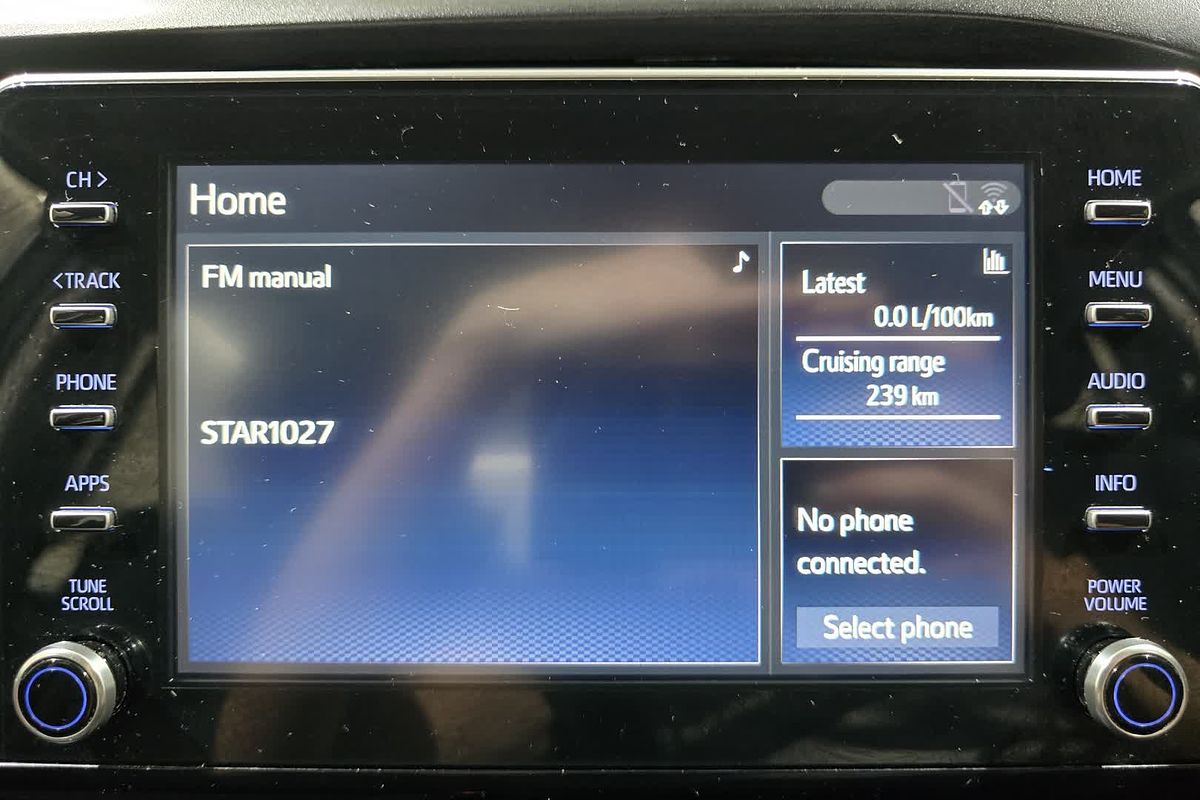 CH >
<TRACK
PHONE
APPS
TUNE
SCROLL
Home
FM manual
STAR1027
Latest
0.0 L/100km
Cruising range
239 km
No phone
connected.
Select phone
HOME
MENU
AUDIO
INFO
POWER
VOLUME